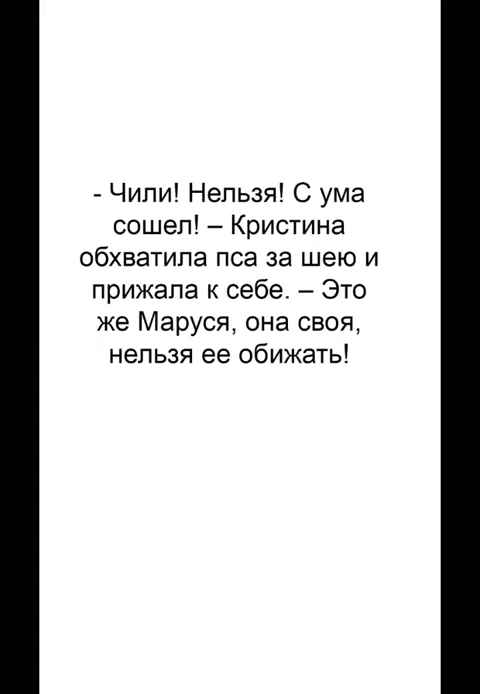 - Чили! Нельзя! С ума
сошел! – Кристина
обхватила пса за шею и
прижала к себе. – Это
же Маруся, она своя,
нельзя ее обижать!